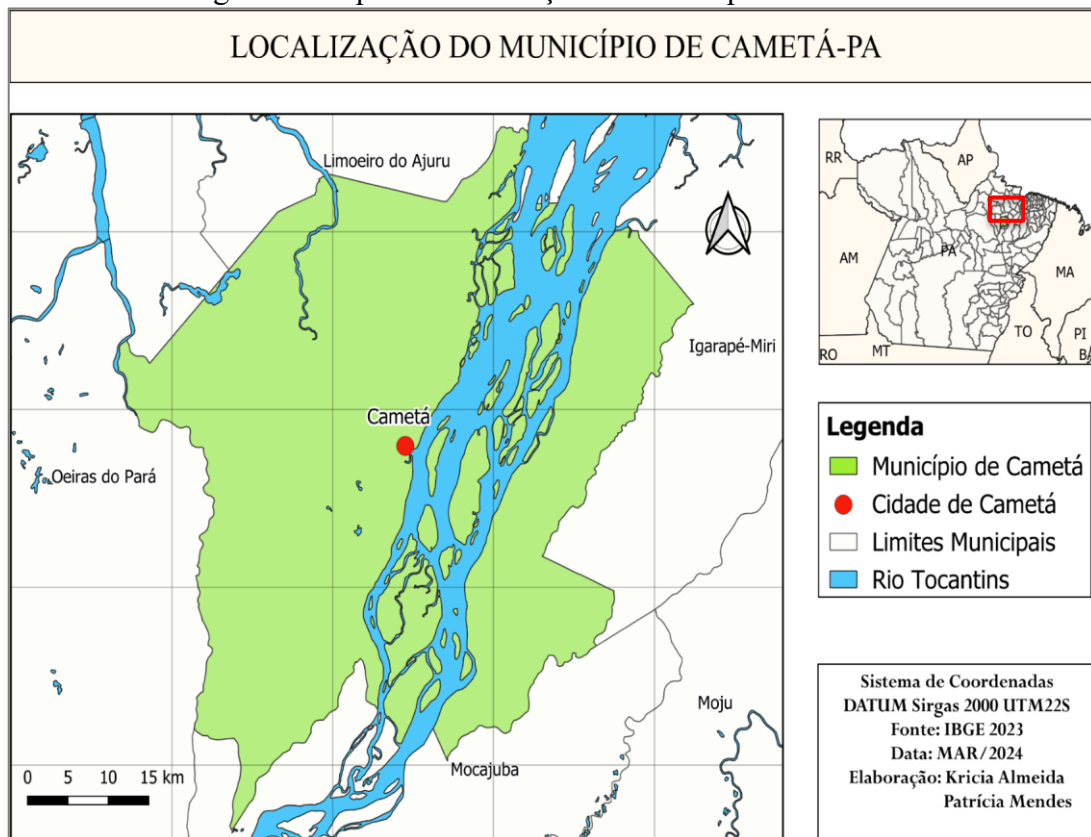 LOCALIZAÇÃO DO MUNICÍPIO DE CAMETÁ-PA
Limoeiro do Ajuru
Igarapé-Miri
Cametá
Oeiras do Pará
Moju
Mocajuba
0 5 10 15 km
RR
AP
AM
PA
MA
TO
PI
BA
RO
MT
Legenda
Município de Cametá
Cidade de Cametá
Limites Municipais
Rio Tocantins
Sistema de Coordenadas
DATUM Sirgas 2000 UTM22S
Fonte: IBGE 2023
Data: MAR/2024
Elaboração: Kricia Almeida
Patrícia Mendes